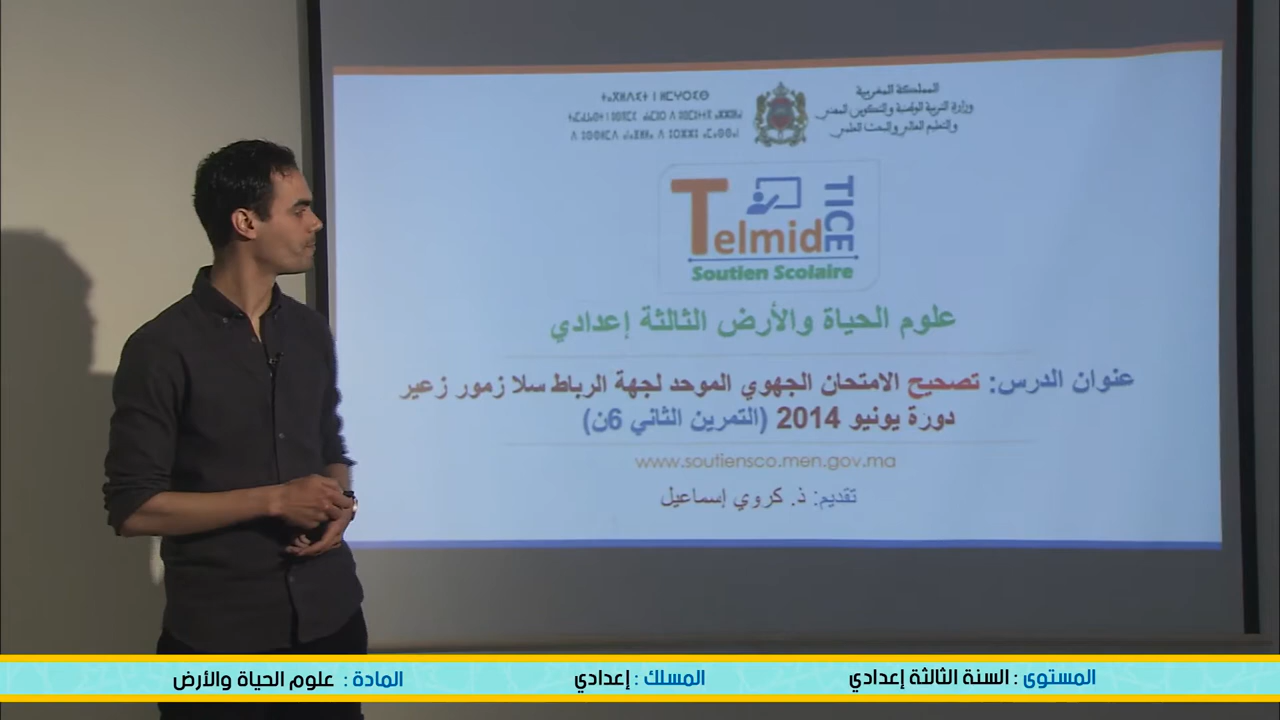 المملكة المغربية
وزارة التربية الوطنية والتكوين المهني
والتعليم العالي والبحث العلمي
Telmid TICE
Soutien Scolaire
علوم الحياة والأرض الثالثة إعدادي
عنوان الدرس: تصحيح الامتحان الجهوي الموحد لجهة الرباط سلا زمور زعير
دورة يونيو 2014 (التمرين الثاني 6ن)
www.soutiensco.men.gov.ma
تقديم: ذ. كروي إسماعيل
المستوى : السنة الثالثة إعدادي
المسلك : إعدادي
المادة : علوم الحياة والأرض